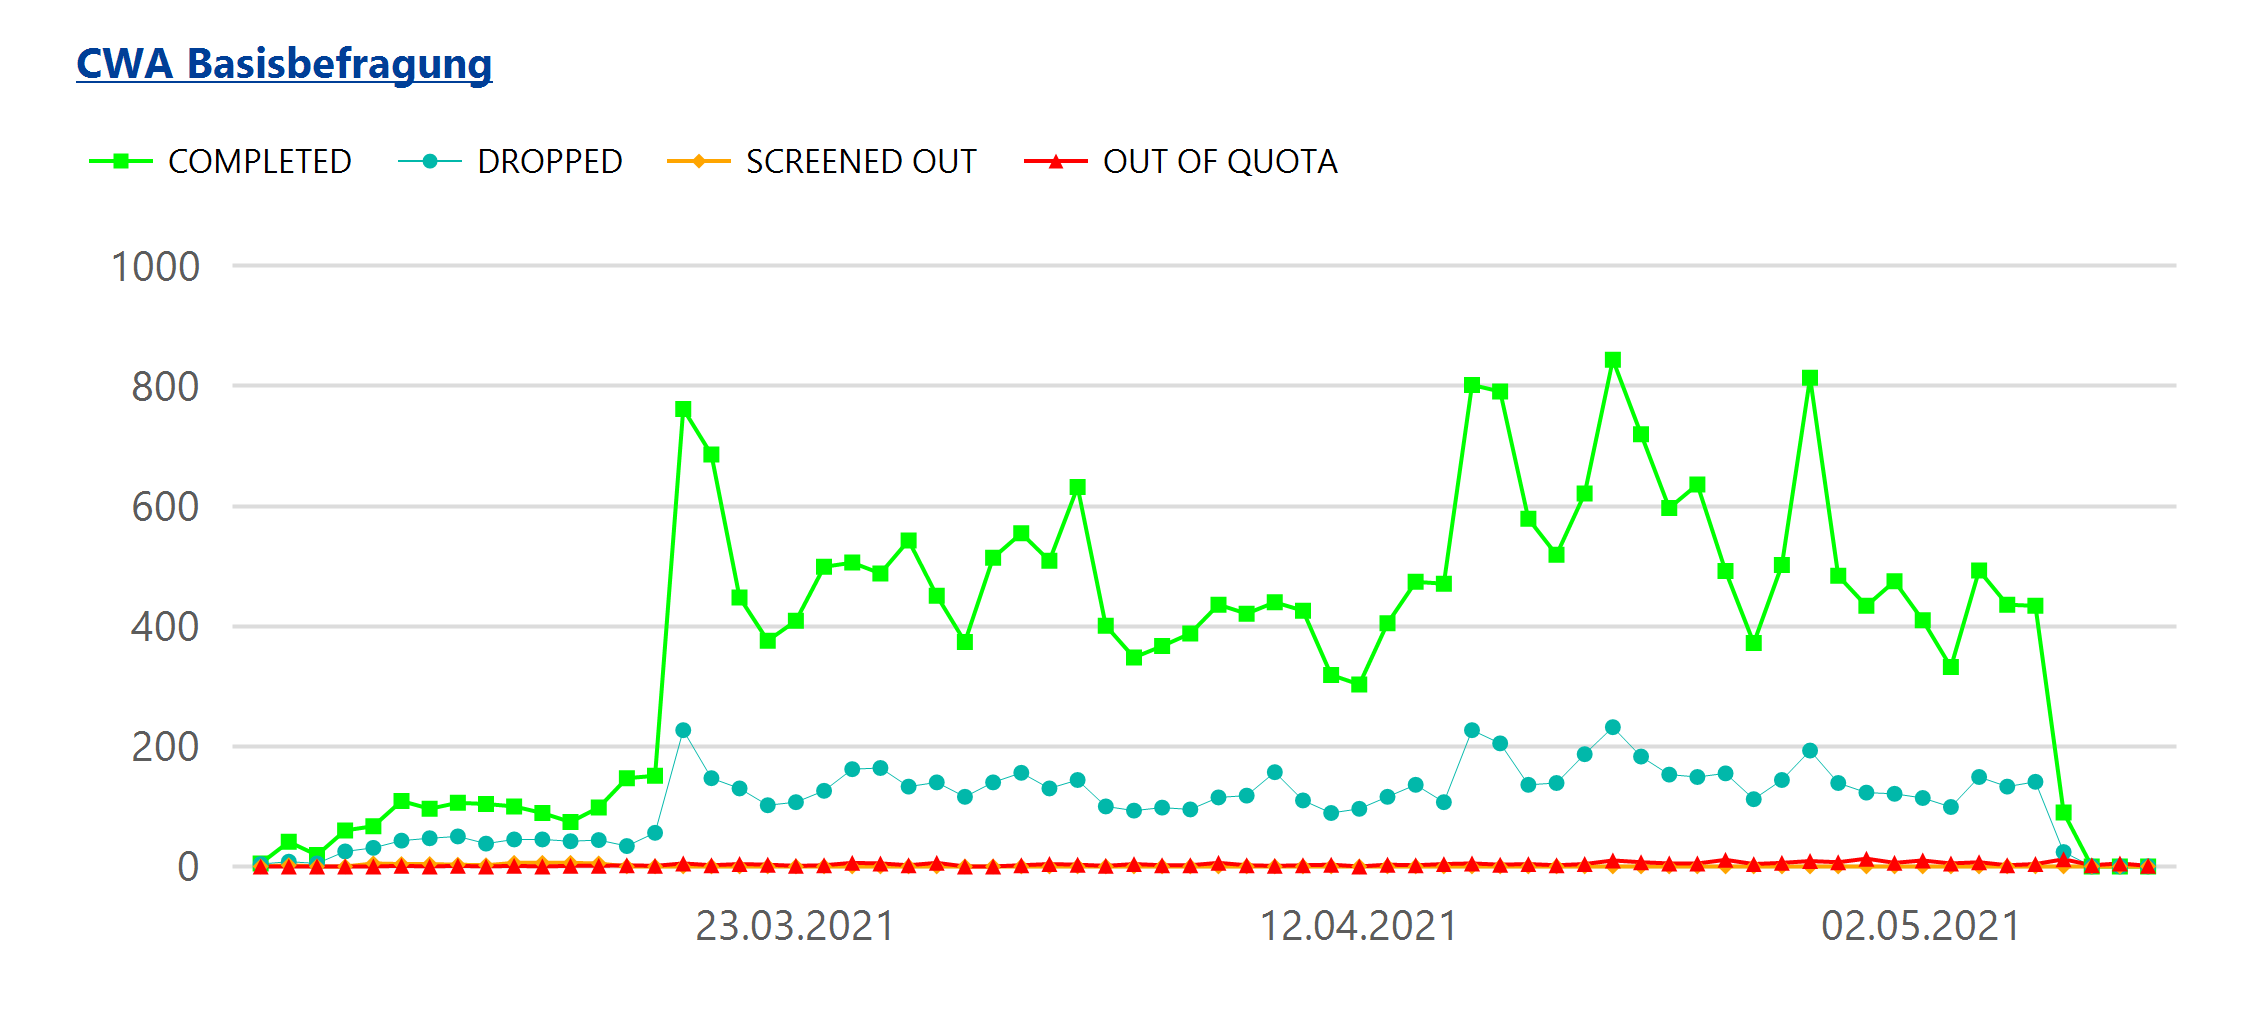 CWA Basisbefragung
COMPLETED DROPPED SCREENED OUT OUT OF QUOTA
1000
800
600
400
200
0
23.03.2021 12.04.2021 02.05.2021